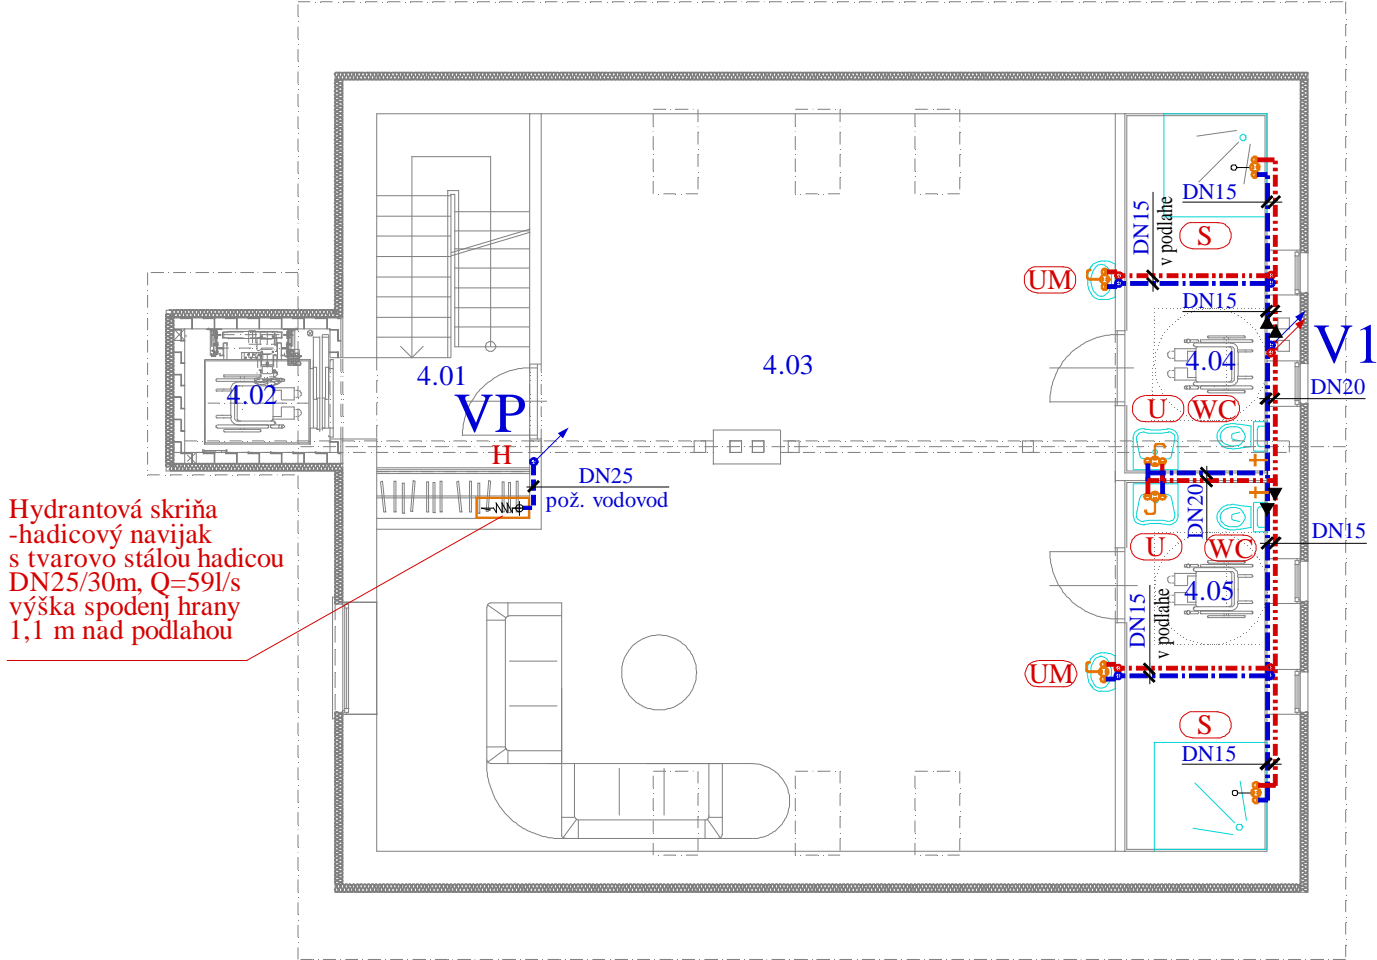 DN15
DN15
v podlahe
S
UM
DN15
V1
4.03
4.04
4.01
4.02
DN20
VP
U
WC
H
DN25
pož. vodovod
DN20
DN15
U
WC
Hydrantová skriňa
-hadicový navijak
s tvarovo stálou hadicou
DN25/30m, Q=59l/s
výška spodenj hrany
1,1 m nad podlahou
4.05
DN15
v podlahe
UM
S
DN15